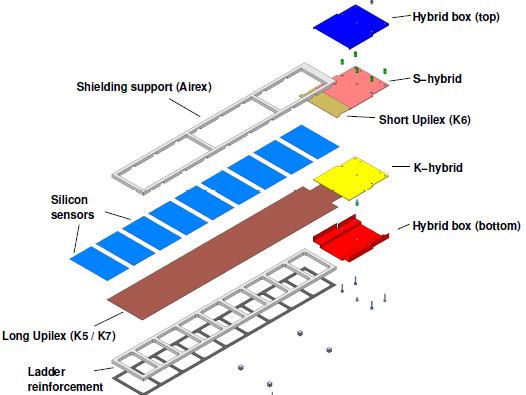 Hybrid box (top)
Shielding support (Airex)
S-hybrid
Short Upilex (K6)
K-hybrid
Silicon
sensors
Hybrid box (bottom)
Long Upilex (K5 / K7)
Ladder
reinforcement